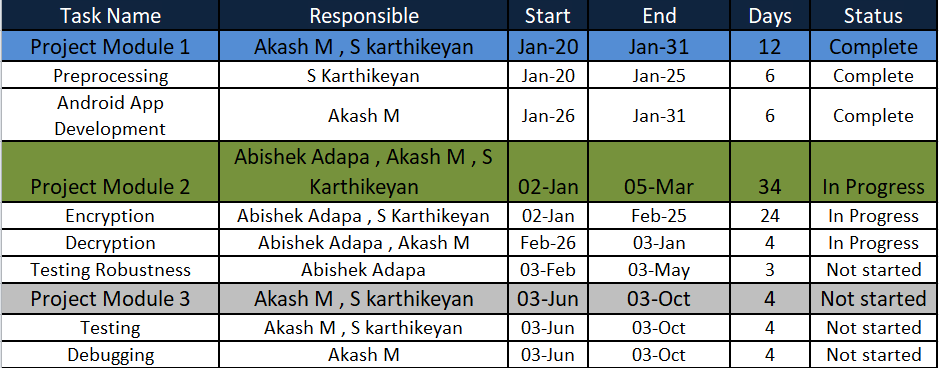 Task Name Responsible Start End Days Status
Project Module 1 Akash M , S karthikeyan Jan-20 Jan-31 12 Complete
Preprocessing S Karthikeyan Jan-20 Jan-25 6 Complete
Android App
Development Akash M Jan-26 Jan-31 6 Complete
Abishek Adapa , Akash M , S
Project Module 2 Karthikeyan 02-Jan 05-Mar 34 In Progress
Encryption Abishek Adapa , S Karthikeyan 02-Jan Feb-25 24 In Progress
Decryption Abishek Adapa , Akash M Feb-26 03-Jan 4 In Progress
Testing Robustness Abishek Adapa 03-Feb 03-May 3 Not started
Project Module 3 Akash M , S karthikeyan 03-Jun 03-Oct 4 Not started
Testing Akash M , S karthikeyan 03-Jun 03-Oct 4 Not started
Debugging Akash M 03-Jun 03-Oct 4 Not started